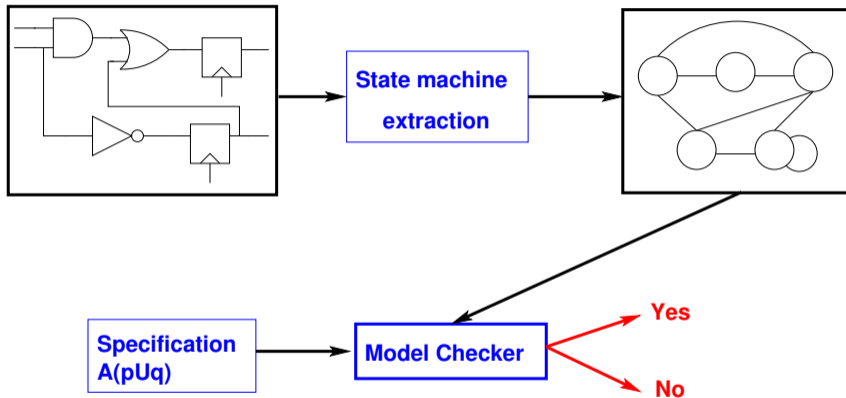 State machine
extraction
Specification
A(pUq)
Model Checker
Yes
No